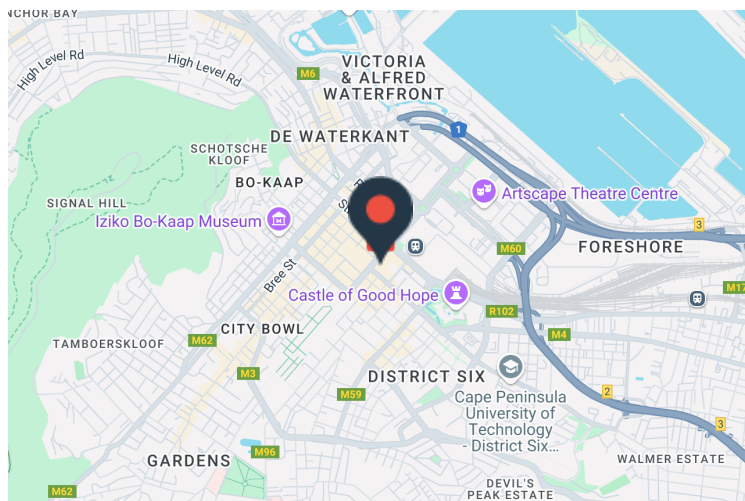 NCHOR BAY
High Level Rd
High Level Rd
M6
VICTORIA
& ALFRED
WATERFRONT
1
DE WATERKANT
SCHOTSCHE
KLOOF
BO-KAAP
SIGNAL HILL
Iziko Bo-Kaap Museum
Artscape Theatre Centre
3
M60
FORESHORE
Bree St
Castle of Good Hope
M17
R102
CITY BOWL
M4
TAMBOERSKLOOF
M62
M3
DISTRICT SIX
M59
2
Cape Peninsula
University of
Technology
- District Six...
3
M96
GARDENS
WALMER ESTATE
M62
DEVIL'S
PEAK ESTATE